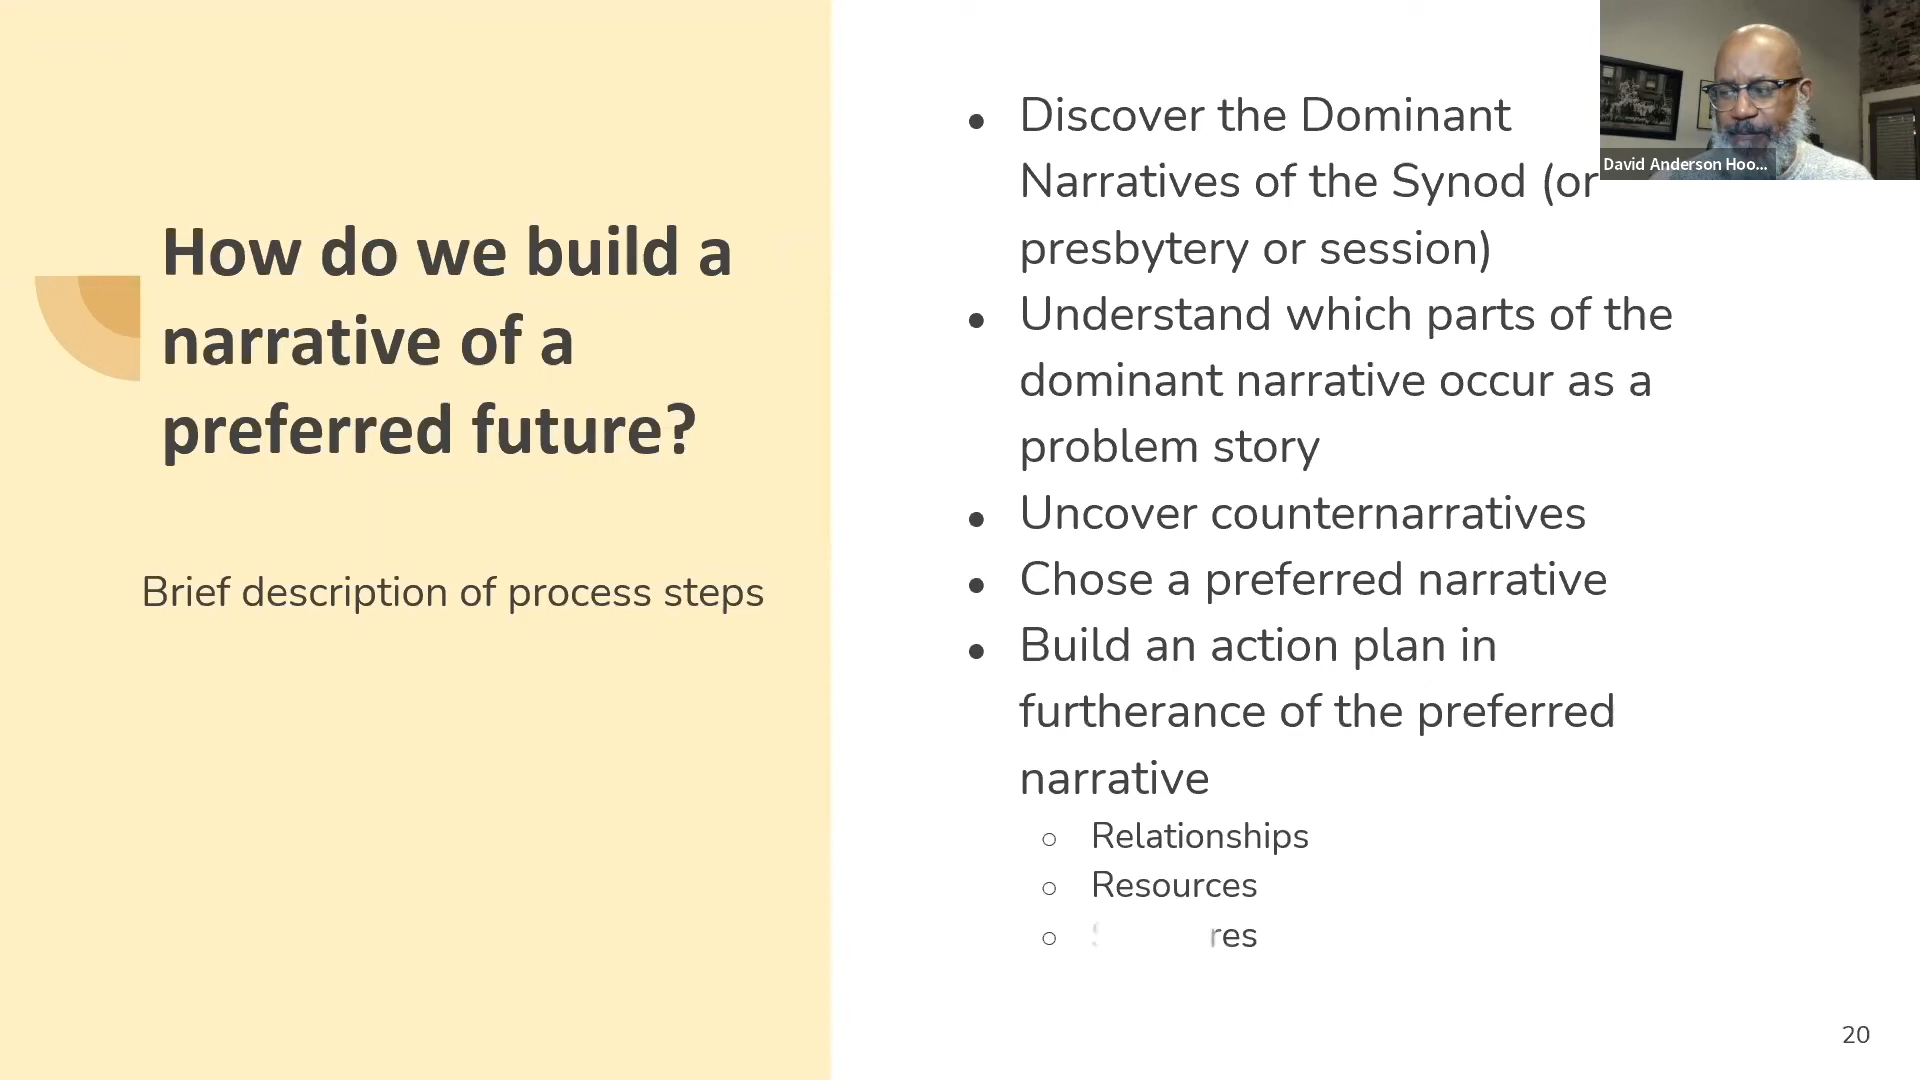 How do we build a
narrative of a
preferred future?
Brief description of process steps
● Discover the Dominant
Narratives of the Synod (or
presbytery or session)
● Understand which parts of the
dominant narrative occur as a
problem story
● Uncover counternarratives
● Chose a preferred narrative
● Build an action plan in
furtherance of the preferred
narrative
○ Relationships
○ Resources
David Anderson Hoo...
20